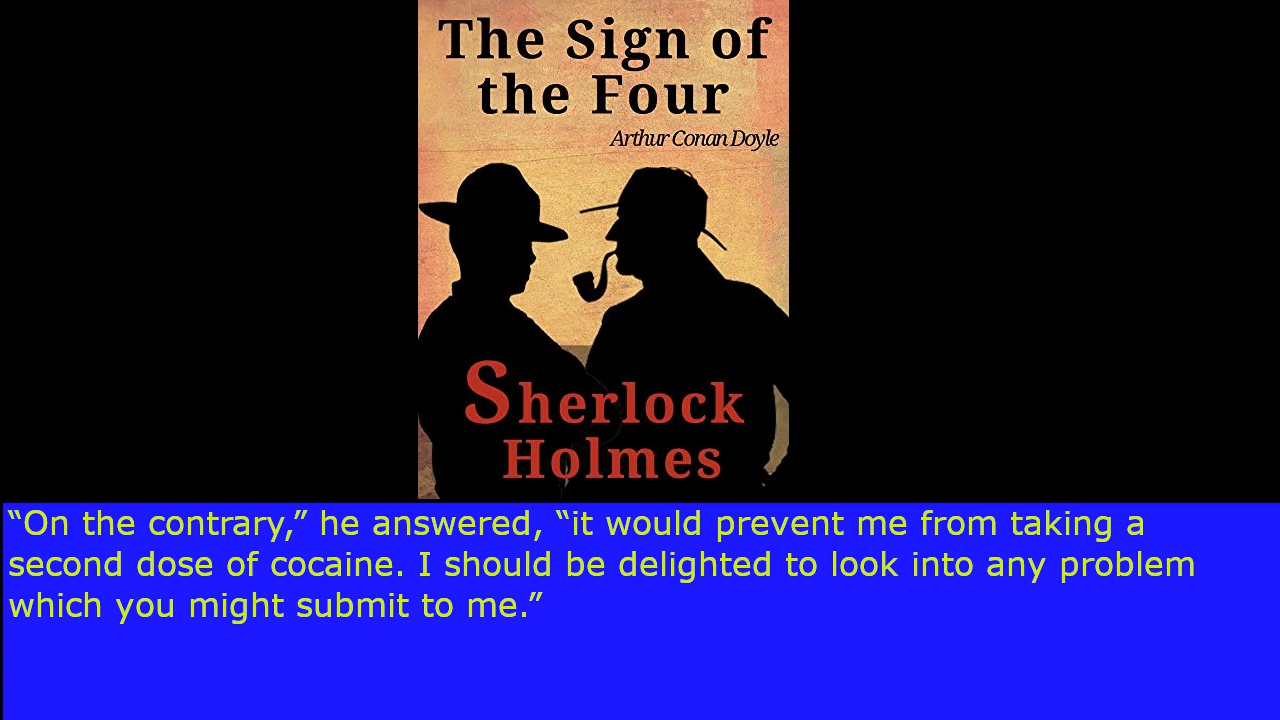 The Sign of
the Four
Arthur Conan Doyle
Sherlock
Holmes
“On the contrary,” he answered, “it would prevent me from taking a
second dose of cocaine. I should be delighted to look into any problem
which you might submit to me.”